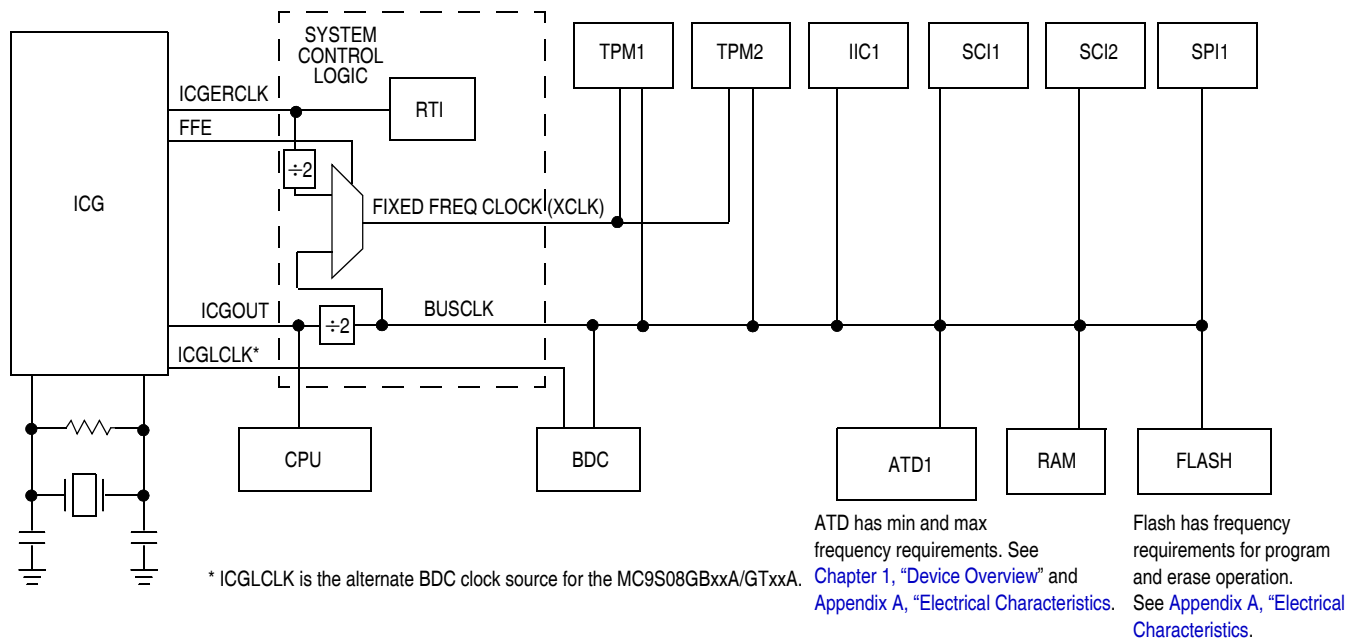 SYSTEM
CONTROL
LOGIC
TPM1
TPM2
IIC1
SCI1
SCI2
SPI1
ICGERCLK
RTI
FFE
÷2
ICG
FIXED FREQ CLOCK (XCLK)
ICGOUT
÷2
BUSCLK
ICGLCLK*
CPU
BDC
ATD1
RAM
FLASH
ATD has min and max
frequency requirements. See
Chapter 1, “Device Overview” and
Appendix A, “Electrical Characteristics.
Flash has frequency
requirements for program
and erase operation.
See Appendix A, “Electrical
Characteristics.
* ICGLCLK is the alternate BDC clock source for the MC9S08GBxxA/GTxxA.